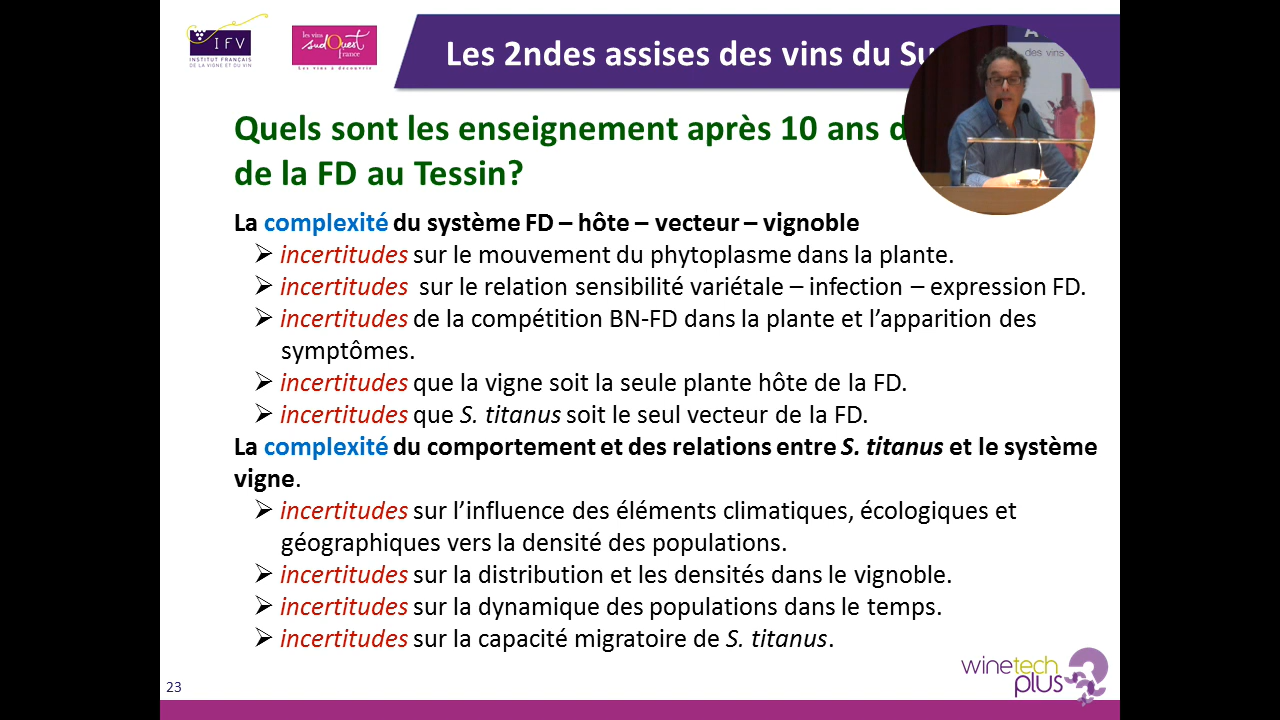 IFV
INSTITUT FRANÇAIS
DE LA VIGNE ET DU VIN
les vins
sudOuest
france
Les vins à découvrir
Les 2ndes assises des vins du Su
des vins
Quels sont les enseignement après 10 ans d
de la FD au Tessin?
La complexité du système FD – hôte – vecteur – vignoble
➢ incertitudes sur le mouvement du phytoplasme dans la plante.
➢ incertitudes sur le relation sensibilité variétale – infection – expression FD.
➢ incertitudes de la compétition BN-FD dans la plante et l’apparition des
symptômes.
➢ incertitudes que la vigne soit la seule plante hôte de la FD.
➢ incertitudes que S. titanus soit le seul vecteur de la FD.
La complexité du comportement et des relations entre S. titanus et le système
vigne.
➢ incertitudes sur l’influence des éléments climatiques, écologiques et
géographiques vers la densité des populations.
➢ incertitudes sur la distribution et les densités dans le vignoble.
➢ incertitudes sur la dynamique des populations dans le temps.
➢ incertitudes sur la capacité migratoire de S. titanus.
winetech
plus
23